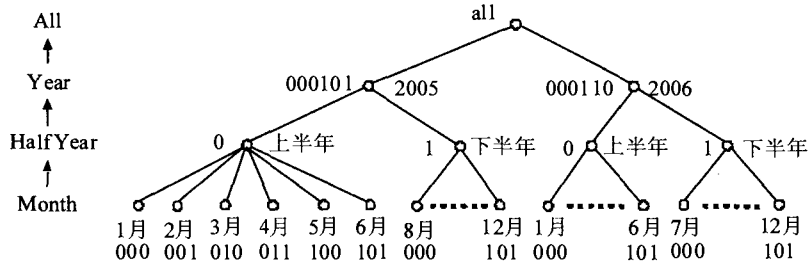 all
All
Year
000101
2005
000110
2006
HalfYear
0
上半年
1
下半年
0
上半年
1
下半年
Month
1月 2月 3月 4月 5月 6月 8月 12月 1月 6月 7月 12月
000 001 010 011 100 101 000 101 000 101 000 101